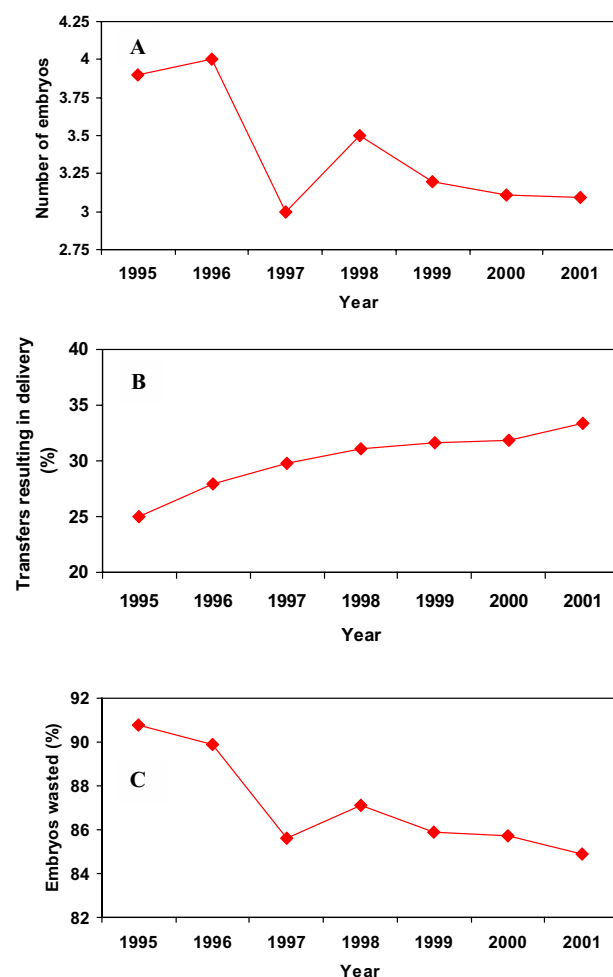 4.25
A
4
3.75
3.5
3.25
3
2.75
Number of embryos
1995 1996 1997 1998 1999 2000 2001
Year
40
B
35
30
25
20
Transfers resulting in delivery
(%)
1995 1996 1997 1998 1999 2000 2001
Year
92
90
88
C
86
84
82
Embryos wasted (%)
1995 1996 1997 1998 1999 2000 2001
Year